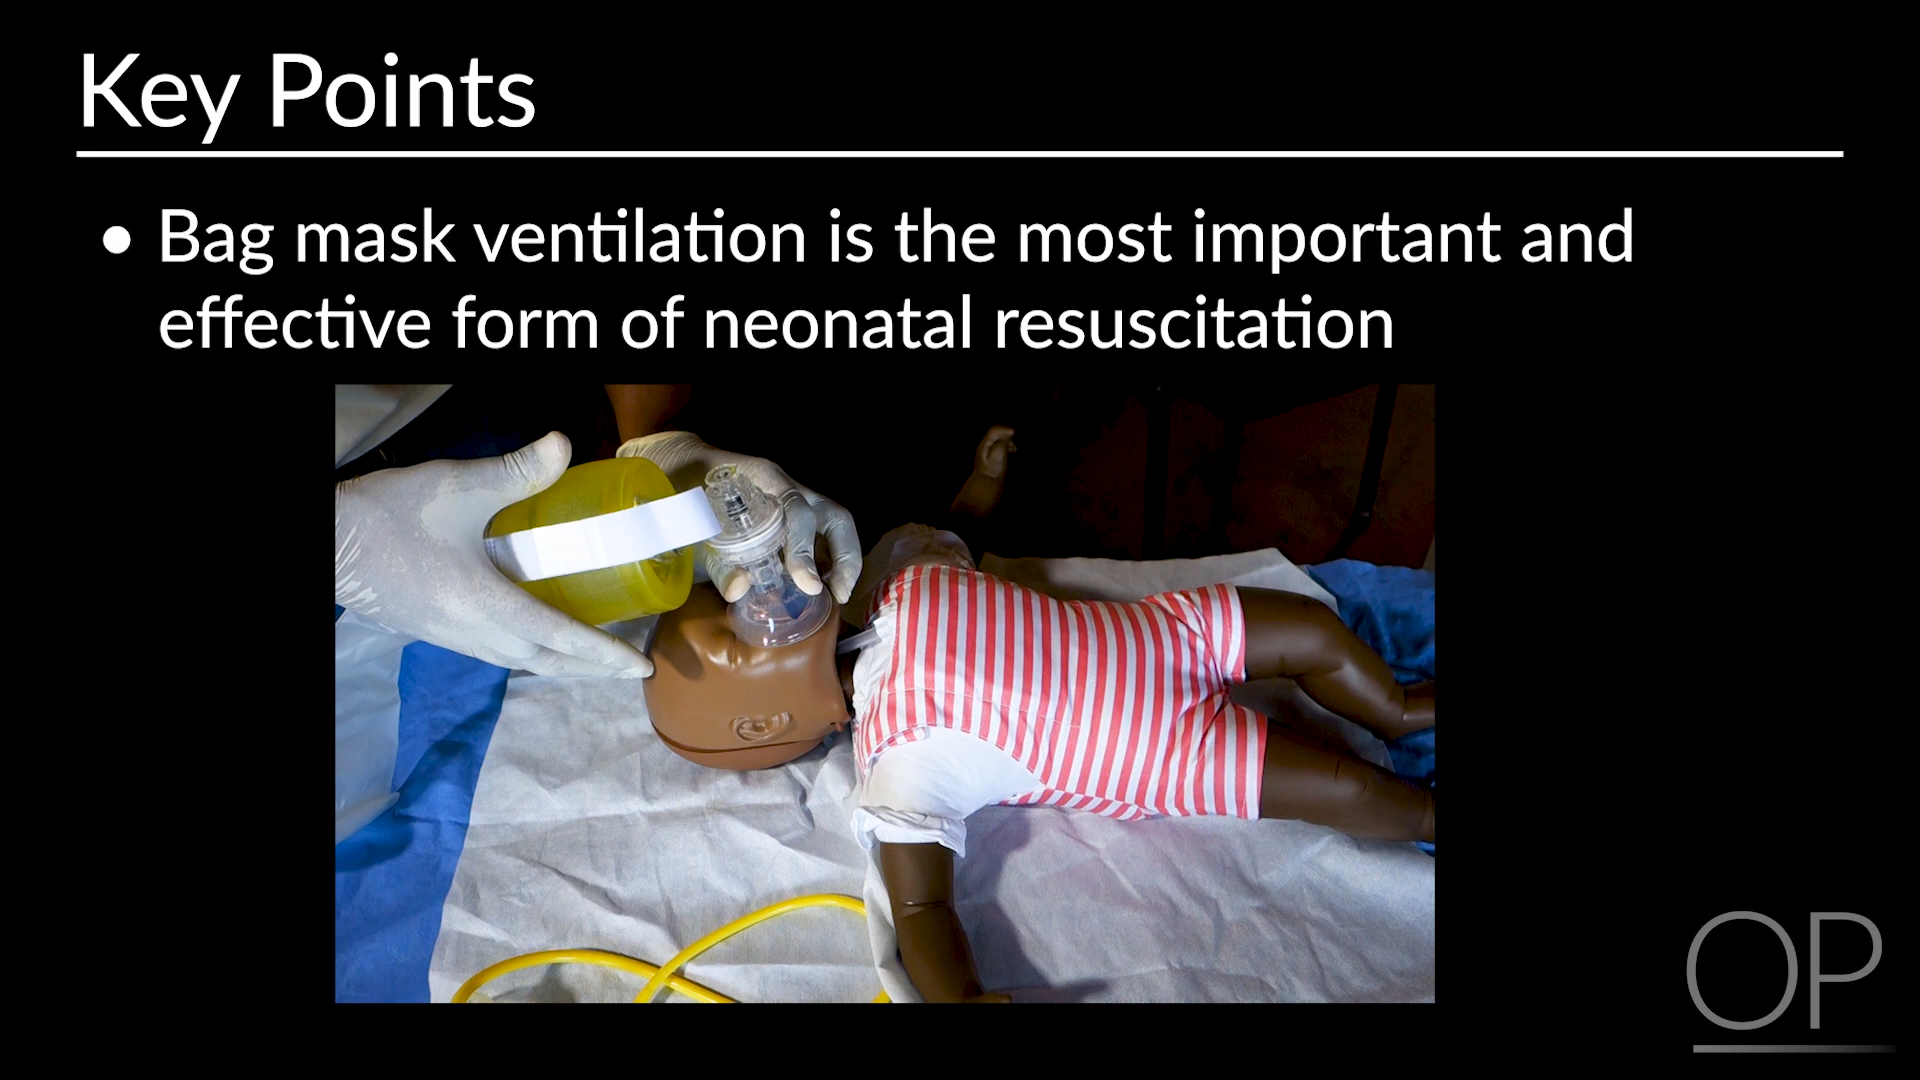 Key Points
• Bag mask ventilation is the most important and
effective form of neonatal resuscitation
OP